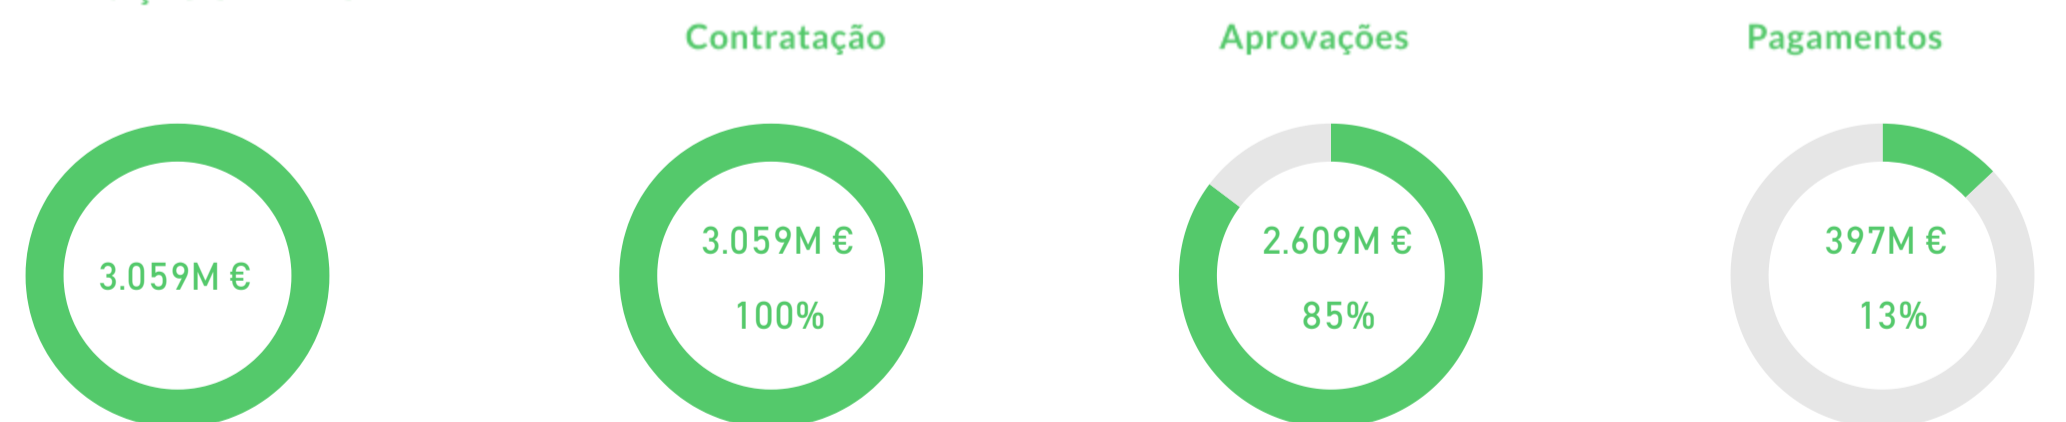 Contratação
Aprovações
Pagamentos
3.059M €
3.059M €
100%
2.609M €
85%
397M €
13%